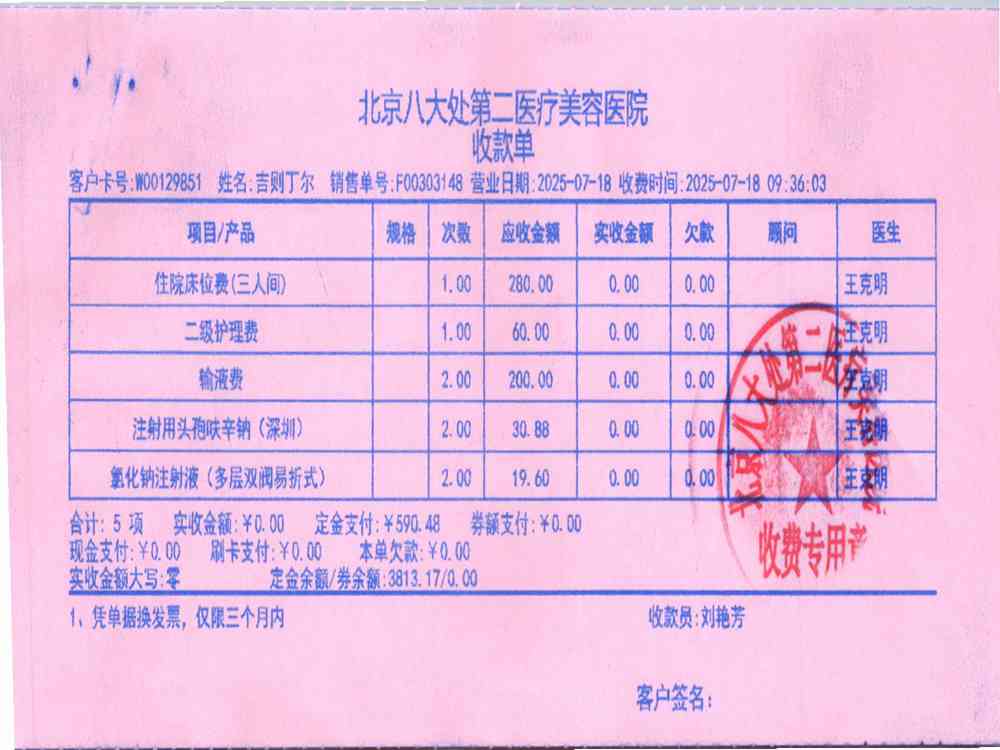 北京八大处第二医疗美容医院
收款单
客户卡号:W00129851 姓名:吉则丁尔 销售单号:F00303148 营业日期:2025-07-18 收费时间:2025-07-18 09:36:03
项目/产品 规格 次数 应收金额 实收金额 欠款 顾问 医生
住院床位费(三人间) 1.00 280.00 0.00 0.00 王克明
二级护理费 1.00 60.00 0.00 0.00 王克明
输液费 2.00 200.00 0.00 0.00 王克明
注射用头孢呋辛钠（深圳） 2.00 30.88 0.00 0.00 王克明
氯化钠注射液（多层双阀易折式） 2.00 19.60 0.00 0.00 王克明
合计: 5 项 实收金额:¥0.00 定金支付:¥590.48 券额支付:¥0.00
现金支付:¥0.00 刷卡支付:¥0.00 本单欠款:¥0.00
实收金额大写:零 定金余额/券余额:3813.17/0.00
1、凭单据换发票，仅限三个月内 收款员:刘艳芳
客户签名:
北京八大处第二医
收费专用章